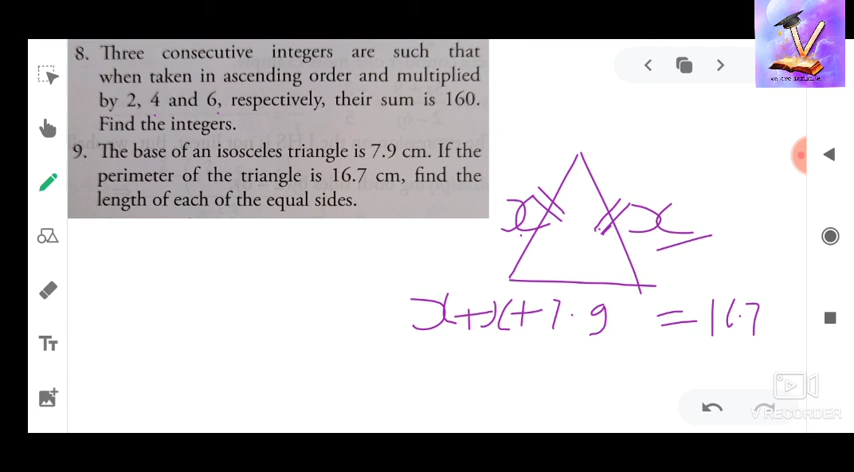 8. Three consecutive integers are such that
when taken in ascending order and multiplied
by 2, 4 and 6, respectively, their sum is 160.
Find the integers.
9. The base of an isosceles triangle is 7.9 cm. If the
perimeter of the triangle is 16.7 cm, find the
length of each of the equal sides.
x x
x+x+7.9 = 16.7
Tт
V
V RECORDER